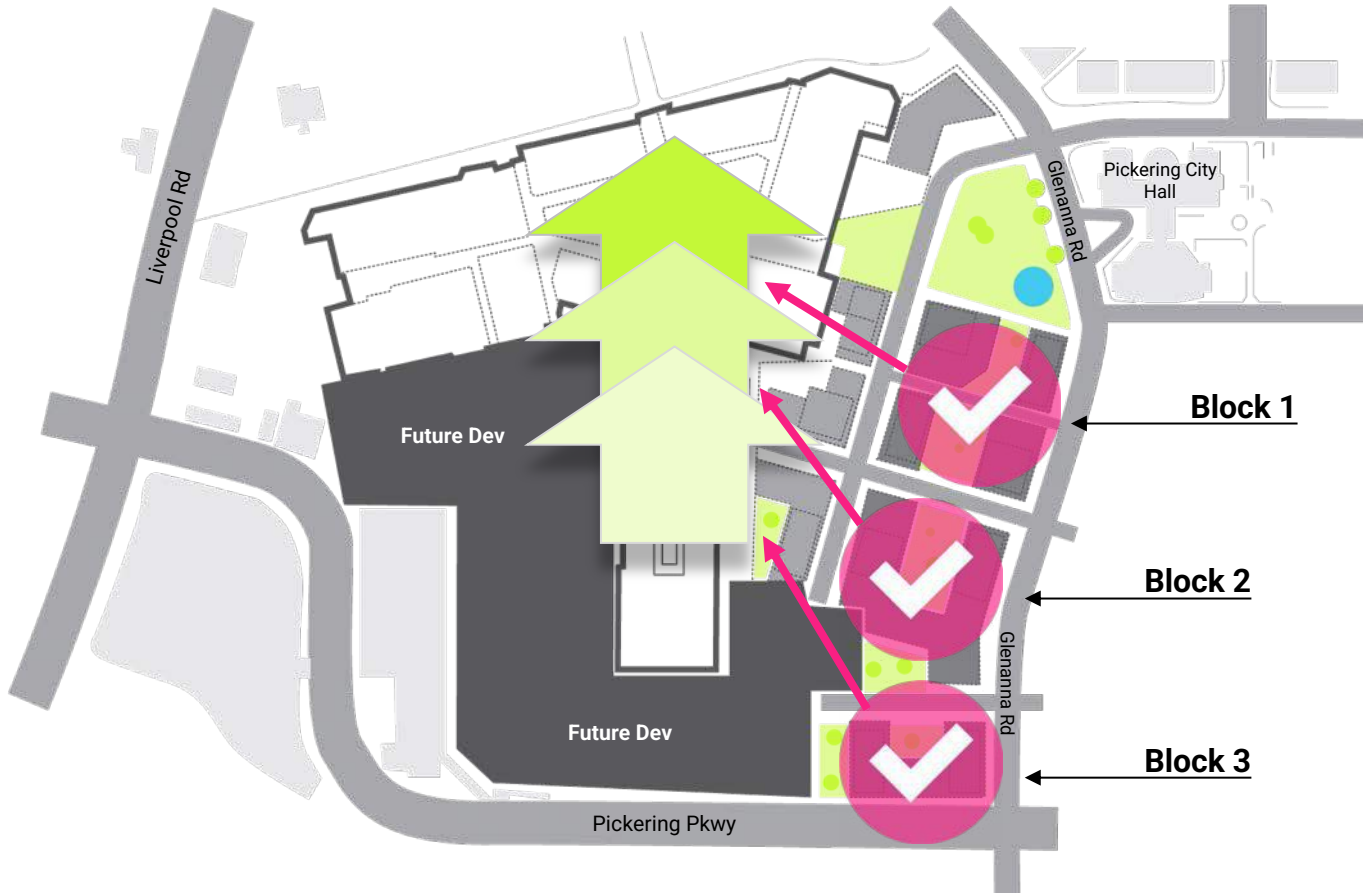 Liverpool Rd
Glenanna Rd
Pickering City
Hall
Block 1
Future Dev
Block 2
Glenanna Rd
Future Dev
Block 3
Pickering Pkwy